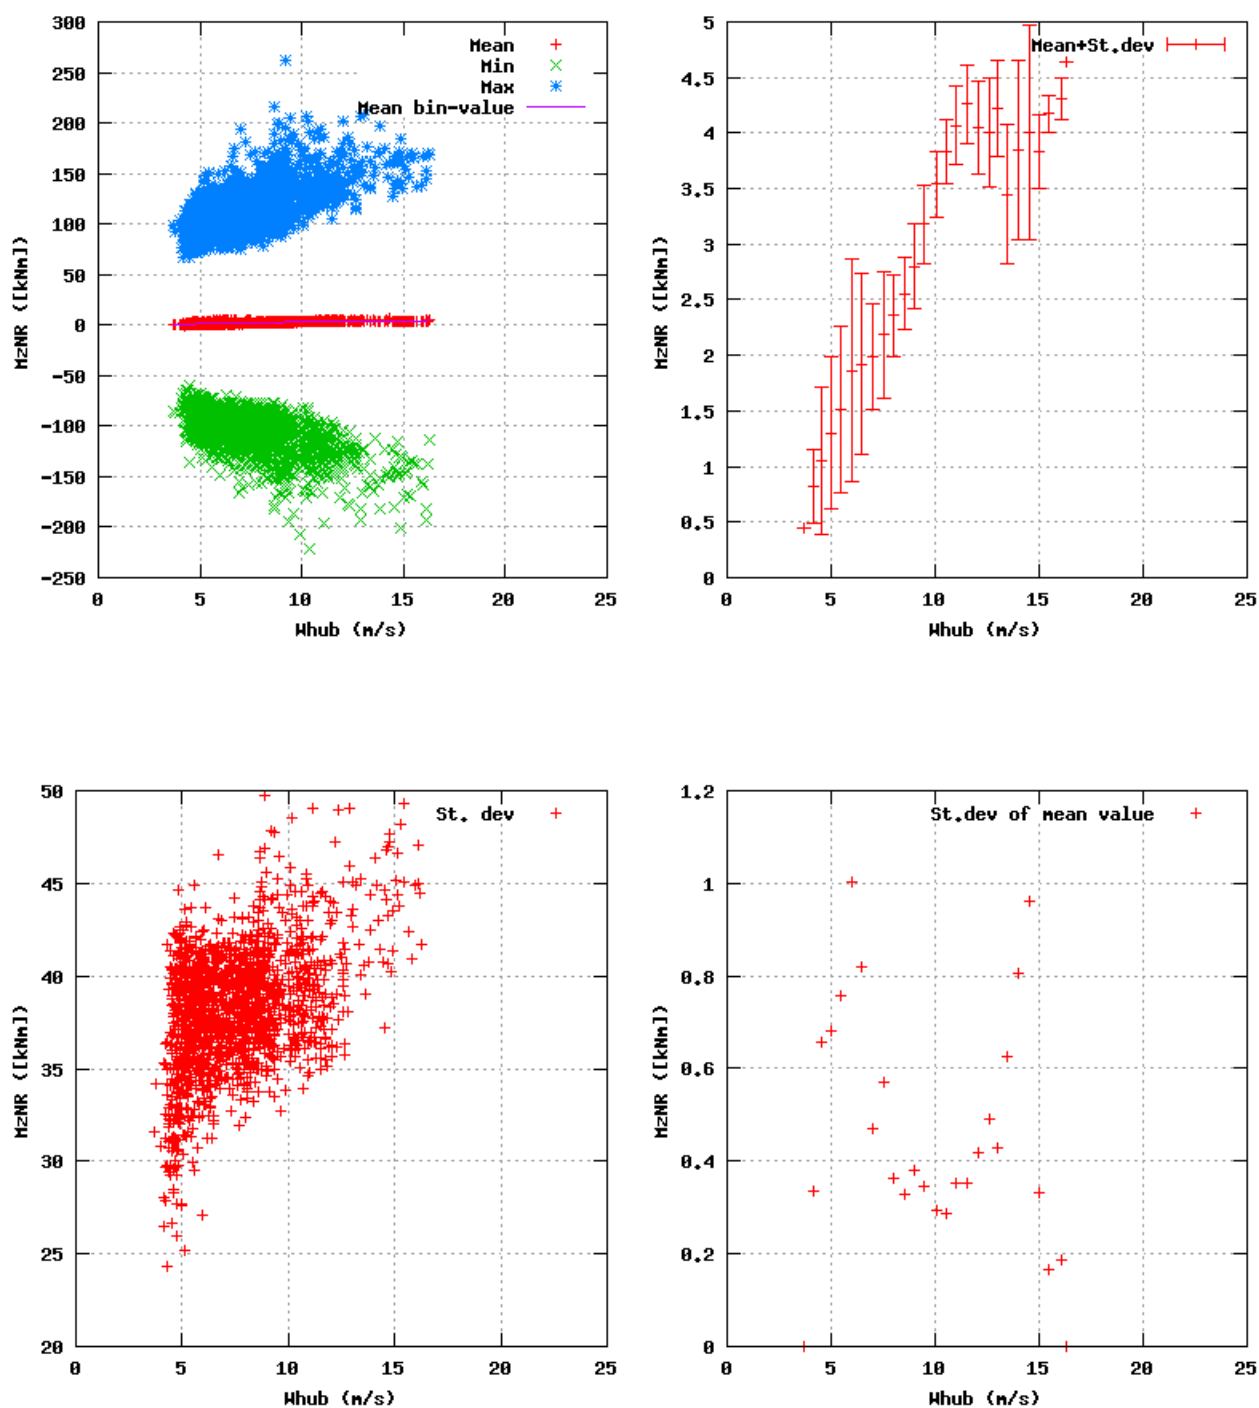 300
250
200
150
100
50
0
-50
-100
-150
-200
-250
MzNR ([kNm])
Mean
Min
Max
Mean bin-value
0 5 10 15 20 25
Whub (m/s)
5
4.5
4
3.5
3
2.5
2
1.5
1
0.5
0
MzNR ([kNm])
Mean+St.dev
0 5 10 15 20 25
Whub (m/s)
50
45
40
35
30
25
20
MzNR ([kNm])
St. dev
0 5 10 15 20 25
Whub (m/s)
1.2
1
0.8
0.6
0.4
0.2
0
MzNR ([kNm])
St.dev of mean value
0 5 10 15 20 25
Whub (m/s)